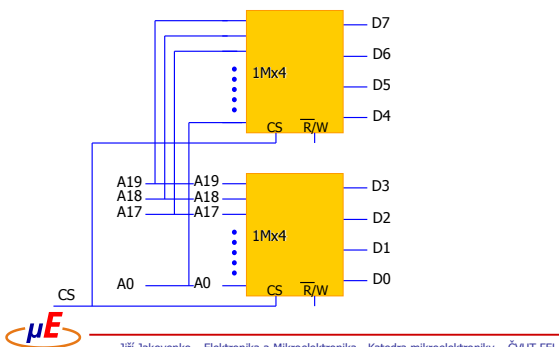 D7
D6
1Mx4
D5
D4
CS R/W
A19 A19 D3
A18 A18
A17 A17 D2
1Mx4
D1
A0 A0 D0
CS
CS R/W
µE
Jiří Jakovenko – Elektronika a Mikroelektronika - Katedra mikroelektroniky – ČVUT FEL